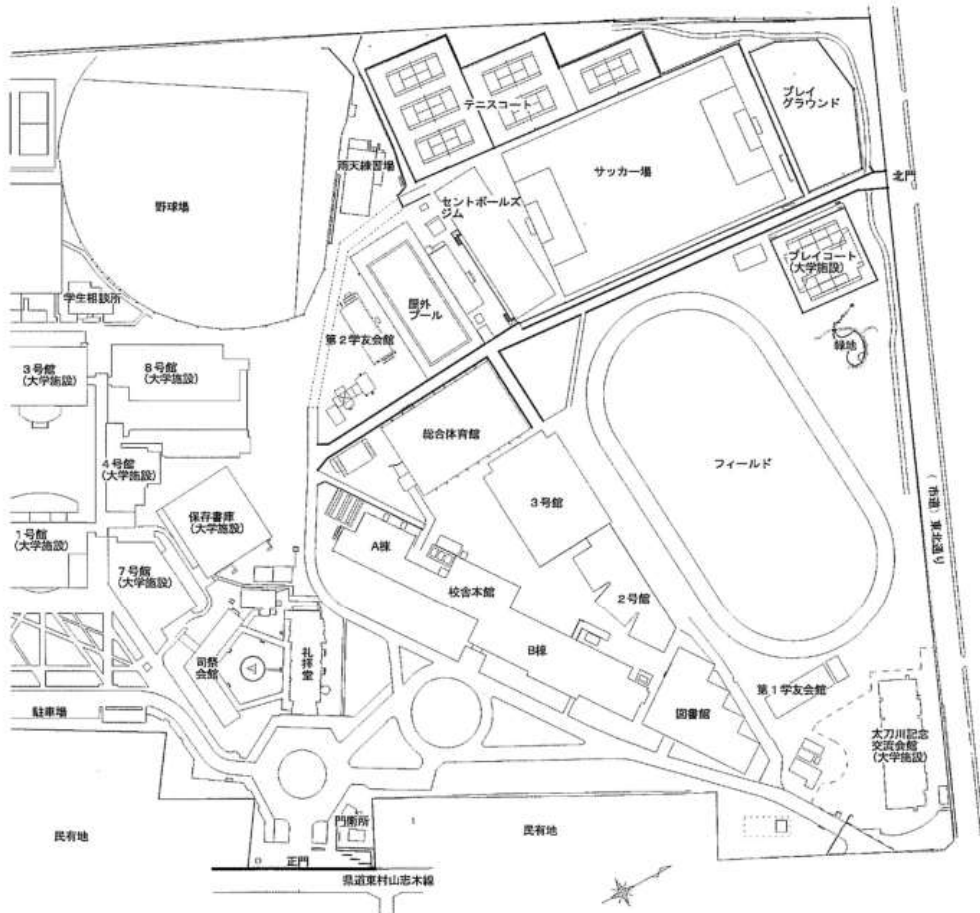 テニスコート
プレイ
グラウンド
雨天練習場
サッカー場
北門
野球場
セントポールズ
ジム
プレイコート
(大学施設)
学生相談所
屋外
プール
第2学友会館
緑地
3号館
(大学施設)
8号館
(大学施設)
総合体育館
フィールド
4号館
(大学施設)
3号館
(市道)東北通り
保存書庫
(大学施設)
1号館
(大学施設)
A棟
7号館
(大学施設)
校舎本館
2号館
司祭
会館
礼拝堂
B棟
第1学友会館
図書館
駐車場
太刀川記念
交流会館
(大学施設)
門衛所
民有地
民有地
正門
県道東村山志木線